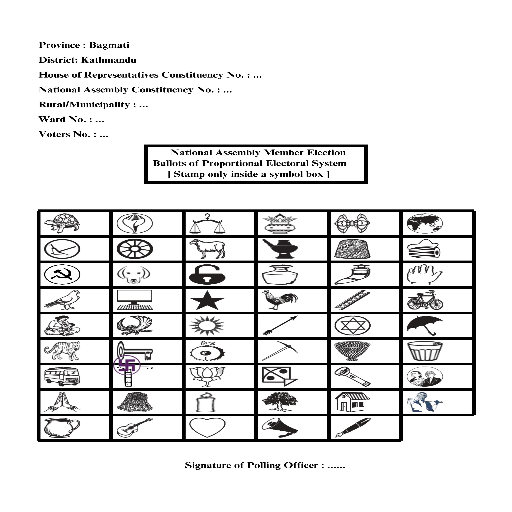 Province : Bagmati
District: Kathmandu
House of Representatives Constituency No. : ...
National Assembly Constituency No. : ...
Rural/Municipality : ...
Ward No. : ...
Voters No. : ...
National Assembly Member Election
Ballots of Proportional Electoral System
[ Stamp only inside a symbol box ]
Signature of Polling Officer : ......